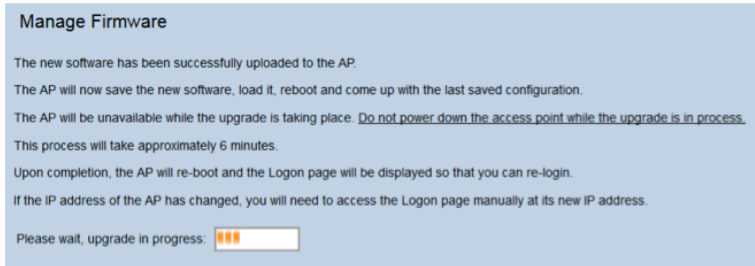 Manage Firmware
The new software has been successfully uploaded to the AP.
The AP will now save the new software, load it, reboot and come up with the last saved configuration.
The AP will be unavailable while the upgrade is taking place. Do not power down the access point while the upgrade is in process.
This process will take approximately 6 minutes.
Upon completion, the AP will re-boot and the Logon page will be displayed so that you can re-login.
If the IP address of the AP has changed, you will need to access the Logon page manually at its new IP address.
Please wait, upgrade in progress: